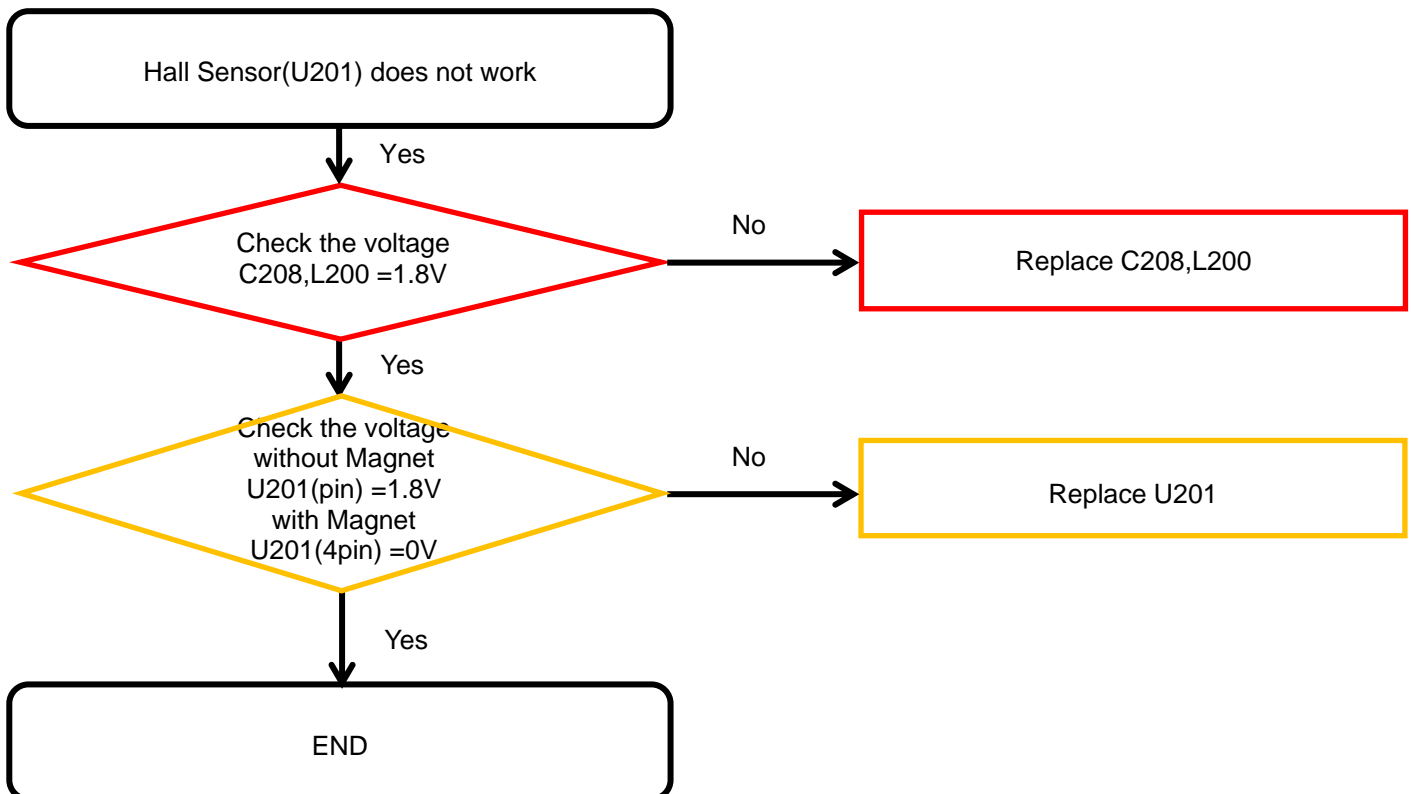 Hall Sensor(U201) does not work
Yes
Check the voltage
C208,L200 =1.8V
No
Replace C208,L200
Yes
Check the voltage
without Magnet
U201(pin) =1.8V
with Magnet
U201(4pin) =0V
No
Replace U201
Yes
END